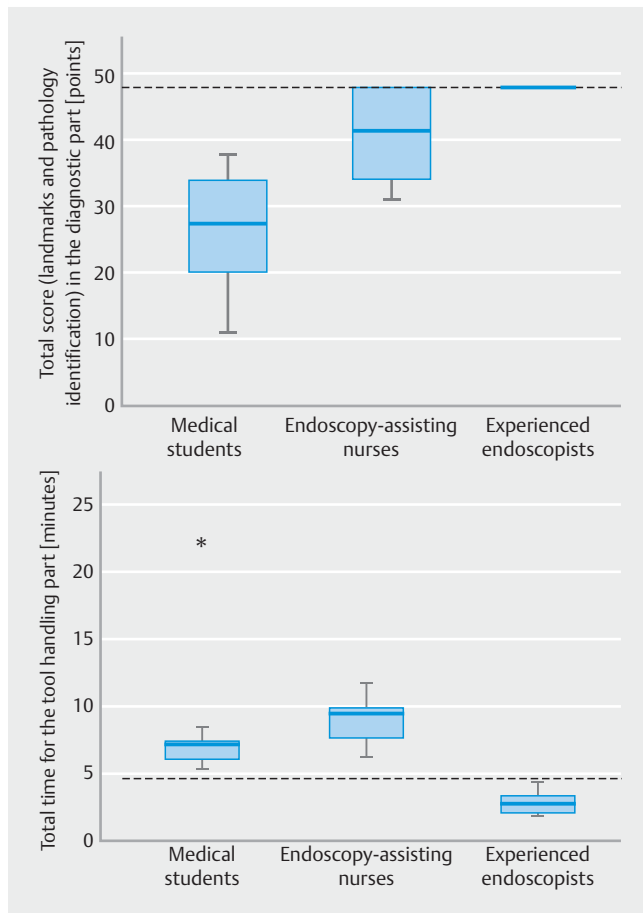 Total score (landmarks and pathology
identification) in the diagnostic part [points]
50
40
30
20
10
0
Medical
students
Endoscopy-assisting
nurses
Experienced
endoscopists
Total time for the tool handling part [minutes]
25
20
15
10
5
0
*
Medical
students
Endoscopy-assisting
nurses
Experienced
endoscopists